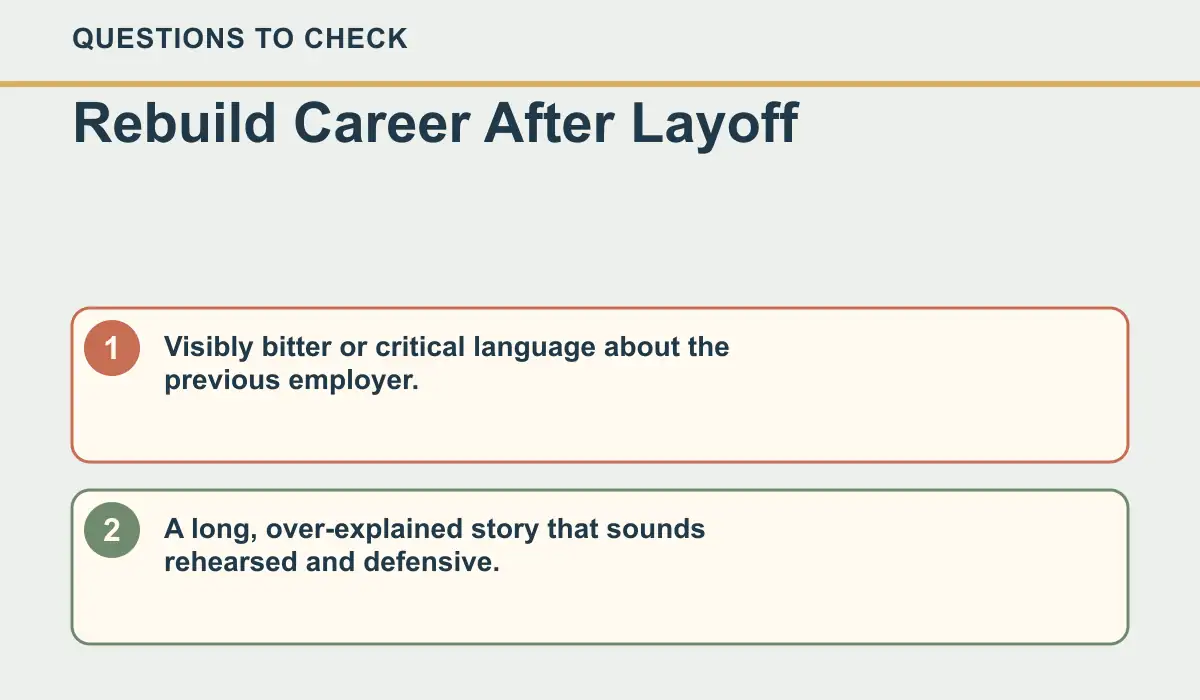 QUESTIONS TO CHECK
Rebuild Career After Layoff
1
Visibly bitter or critical language about the
previous employer.
2
A long, over-explained story that sounds
rehearsed and defensive.